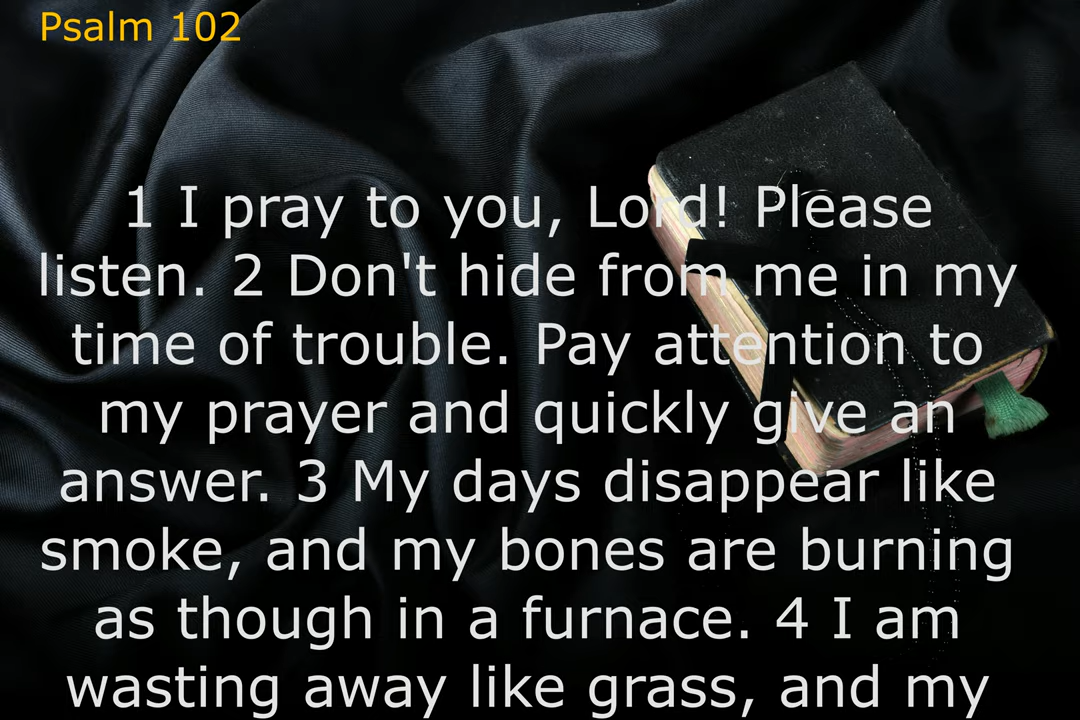 Psalm 102
1 I pray to you, Lord! Please
listen. 2 Don't hide from me in my
time of trouble. Pay attention to
my prayer and quickly give an
answer. 3 My days disappear like
smoke, and my bones are burning
as though in a furnace. 4 I am
wasting away like grass, and my